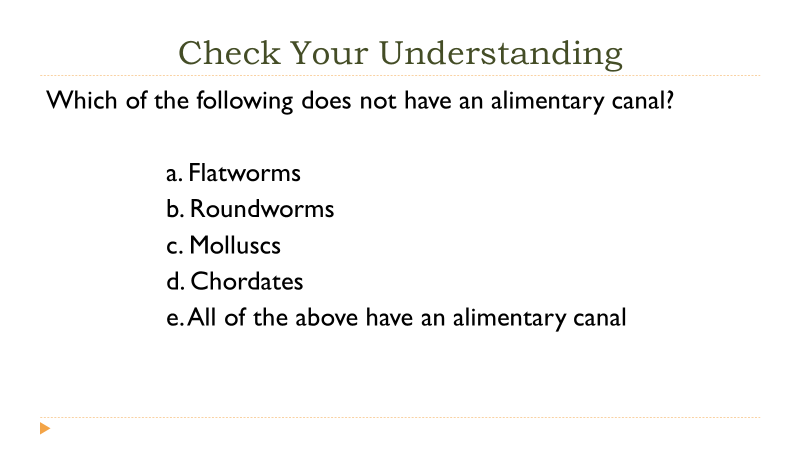 Check Your Understanding
Which of the following does not have an alimentary canal?
a. Flatworms
b. Roundworms
c. Molluscs
d. Chordates
e. All of the above have an alimentary canal